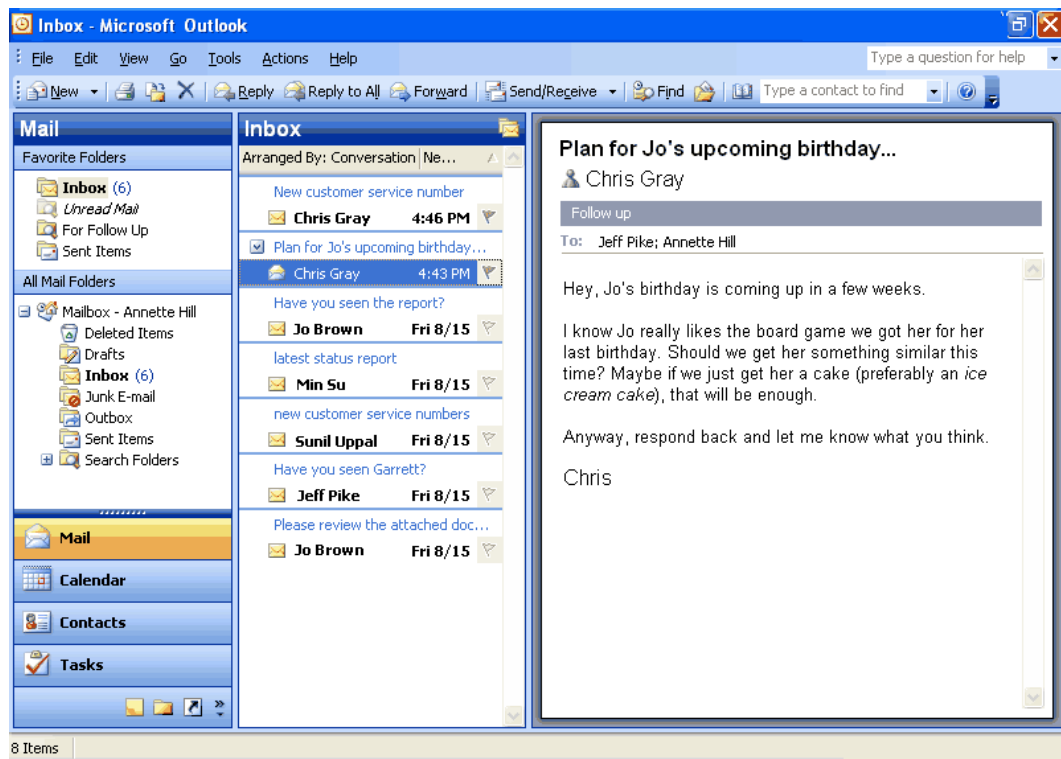 Inbox - Microsoft Outlook
File Edit View Go Tools Actions Help
Type a question for help
New Reply Reply to All Forward Send/Receive Find Type a contact to find
Mail
Favorite Folders
Inbox (6)
Unread Mail
For Follow Up
Sent Items
All Mail Folders
Mailbox - Annette Hill
Deleted Items
Drafts
Inbox (6)
Junk E-mail
Outbox
Sent Items
Search Folders
Mail
Calendar
Contacts
Tasks
Inbox
Arranged By: Conversation Ne...
New customer service number
Chris Gray 4:46 PM
Plan for Jo's upcoming birthday...
Chris Gray 4:43 PM
Have you seen the report?
Jo Brown Fri 8/15
latest status report
Min Su Fri 8/15
new customer service numbers
Sunil Uppal Fri 8/15
Have you seen Garrett?
Jeff Pike Fri 8/15
Please review the attached doc...
Jo Brown Fri 8/15
Plan for Jo's upcoming birthday...
Chris Gray
Follow up
To: Jeff Pike; Annette Hill
Hey, Jo's birthday is coming up in a few weeks.
I know Jo really likes the board game we got her for her
last birthday. Should we get her something similar this
time? Maybe if we just get her a cake (preferably an ice
cream cake), that will be enough.
Anyway, respond back and let me know what you think.
Chris
8 Items